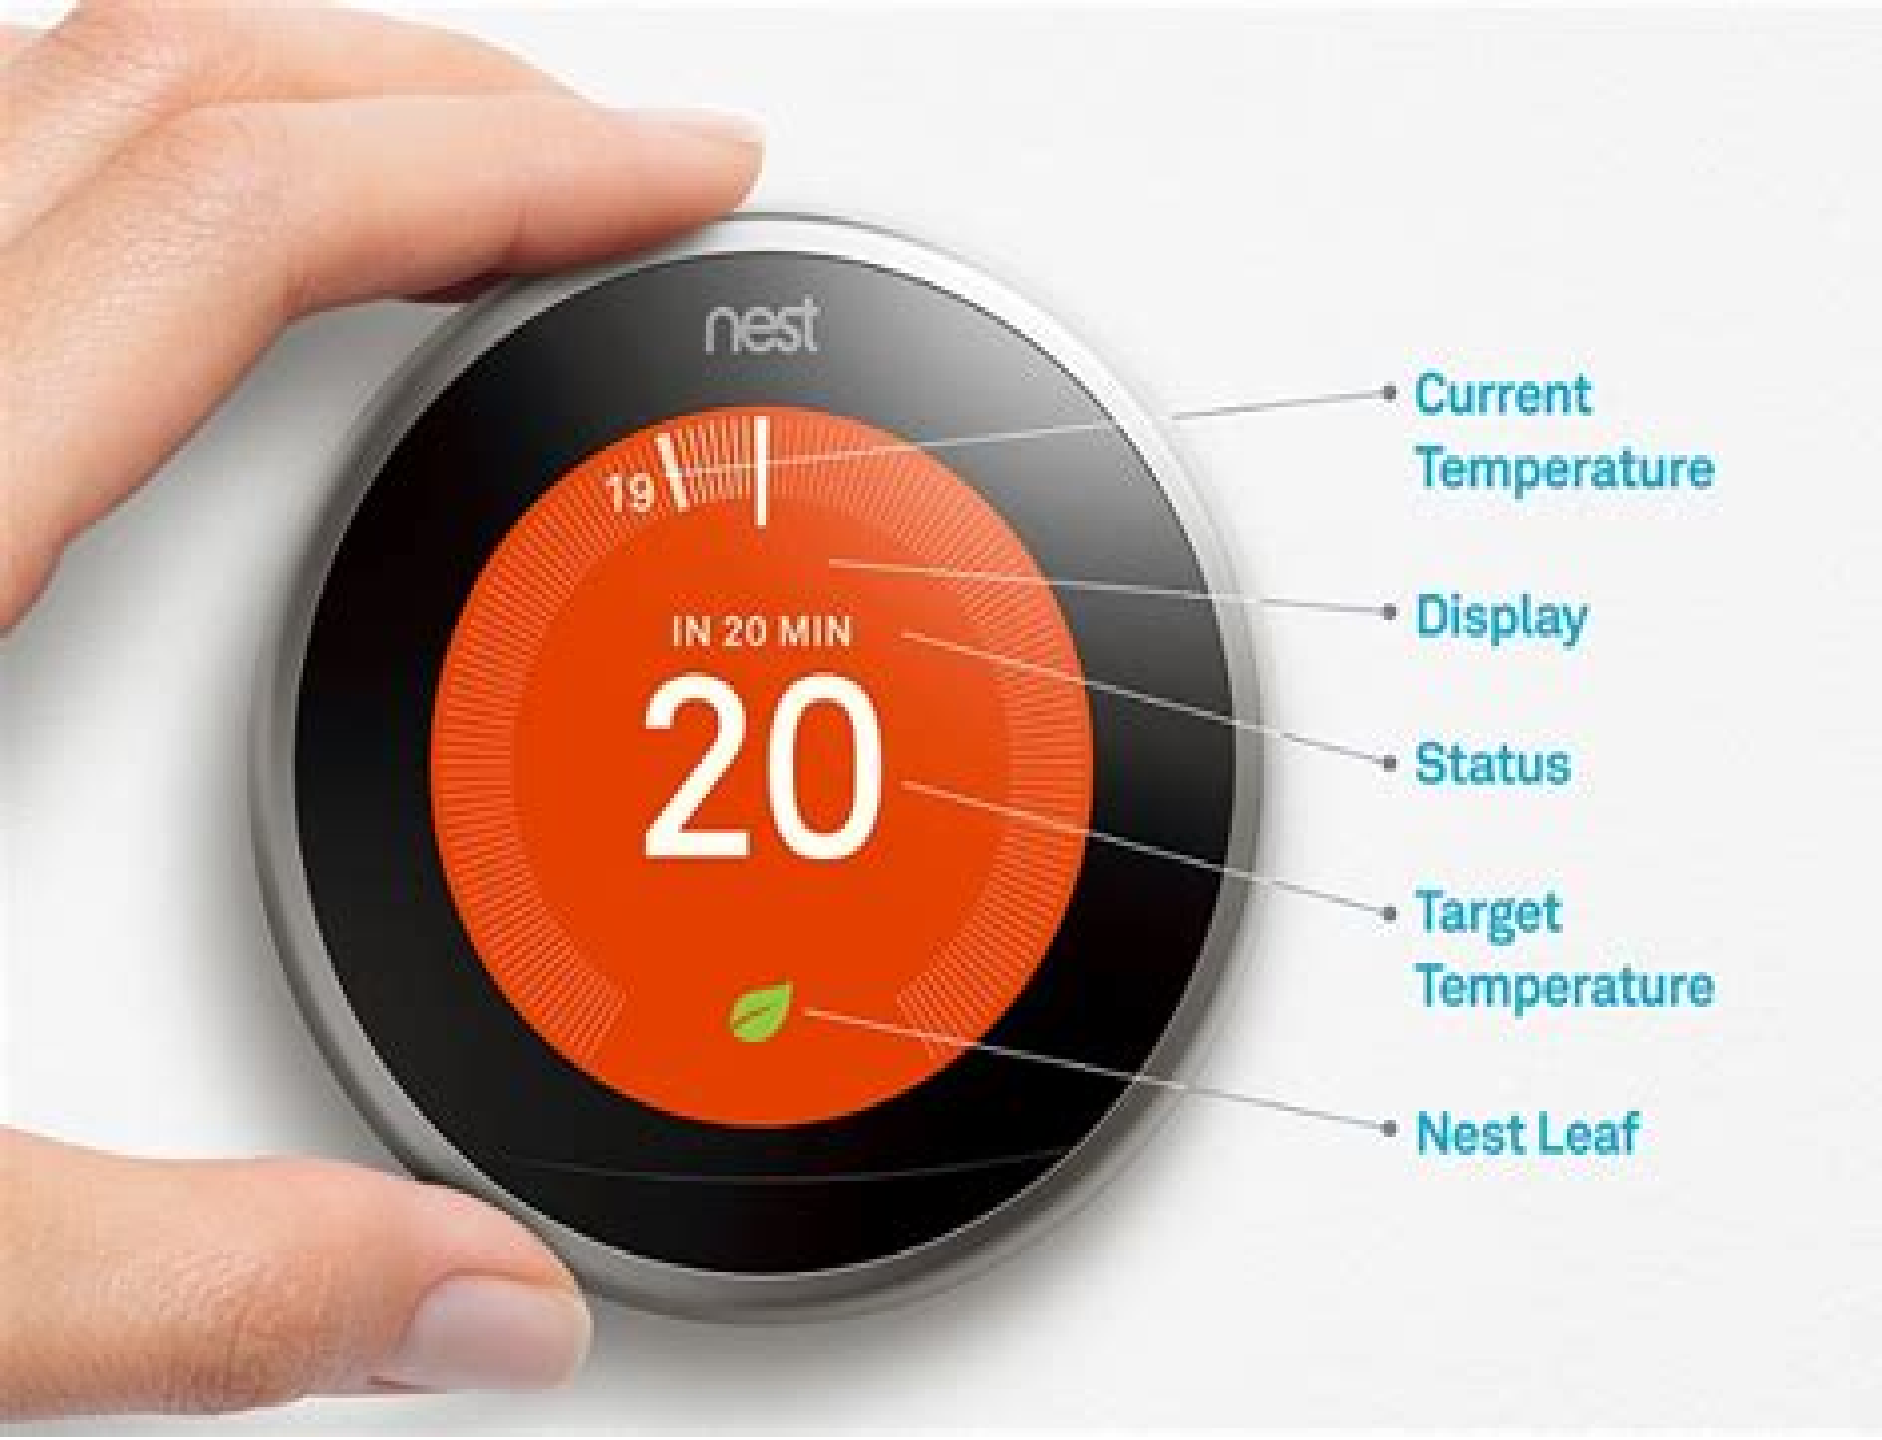 nest
19
IN 20 MIN
20
Current
Temperature
Display
Status
Target
Temperature
Nest Leaf